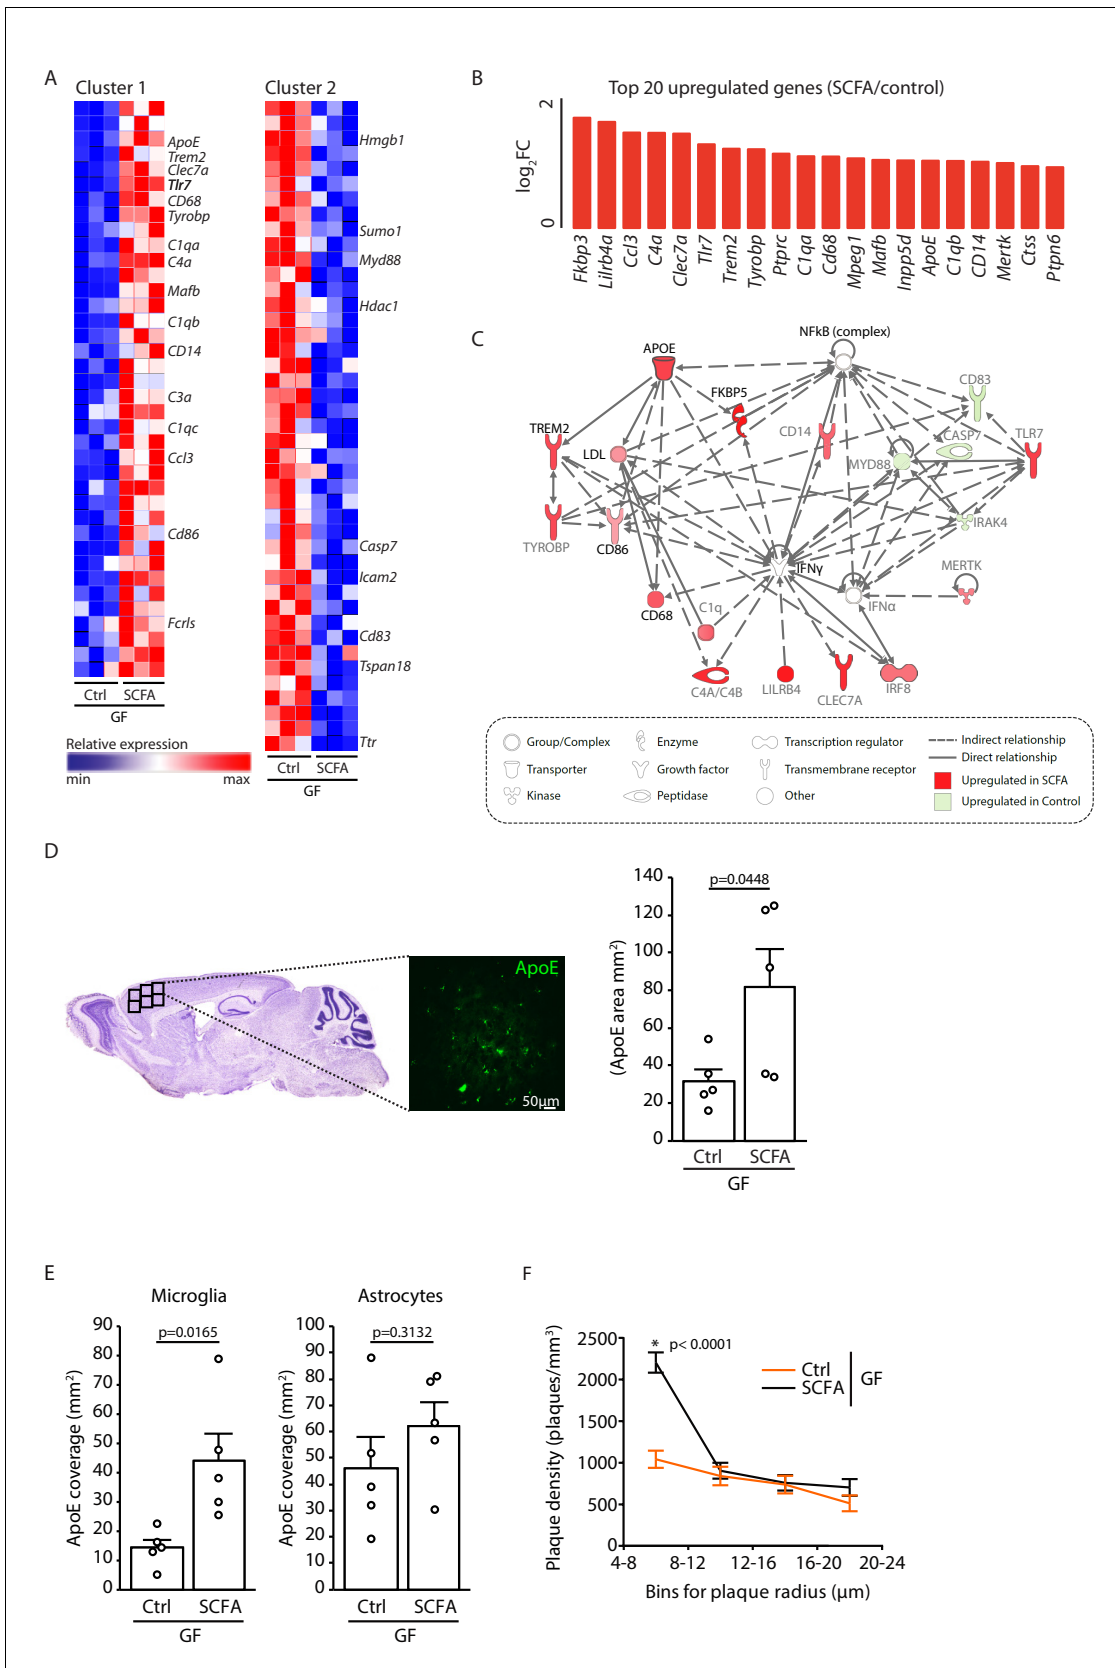 A
Cluster 1
Cluster 2
ApoE
Trem2
Clec7a
Tlr7
CD68
Tyrobp
C1qa
C4a
Mafb
C1qb
CD14
C3a
C1qc
Ccl3
Cd86
Fcrls
Ctrl SCFA
GF
Hmgb1
Sumo1
Myd88
Hdac1
Casp7
Icam2
Cd83
Tspan18
Ttr
Ctrl SCFA
GF
Relative expression
min max
B
Top 20 upregulated genes (SCFA/control)
log2FC
2
0
Fkbp3
Lilrb4a
Ccl3
C4a
Clec7a
Tlr7
Trem2
Tyrobp
Ptprc
C1qa
Cd68
Mpeg1
Mafb
Inpp5d
ApoE
C1qb
CD14
Mertk
Ctss
Ptpn6
C
NFkB (complex)
APOE
CD83
FKBP5
TREM2
LDL
CD14
CASP7
TLR7
MYD88
IRAK4
TYROBP
CD86
IFNγ
MERTK
IFNα
CD68
C1q
C4A/C4B
LILRB4
CLEC7A
IRF8
Group/Complex
Enzyme
Transcription regulator
Indirect relationship
Direct relationship
Transporter
Growth factor
Transmembrane receptor
Upregulated in SCFA
Kinase
Peptidase
Other
Upregulated in Control
D
ApoE
50µm
(ApoE area mm²)
140
120
100
80
60
40
20
0
p=0.0448
Ctrl SCFA
GF
E
Microglia
ApoE coverage (mm²)
90
80
70
60
50
40
30
20
10
0
p=0.0165
Ctrl SCFA
GF
Astrocytes
ApoE coverage (mm²)
100
90
80
70
60
50
40
30
20
10
0
p=0.3132
Ctrl SCFA
GF
F
Plaque density (plaques/mm³)
2500
2000
1500
1000
500
0
* p< 0.0001
Ctrl
SCFA
GF
4-8 8-12 12-16 16-20 20-24
Bins for plaque radius (µm)